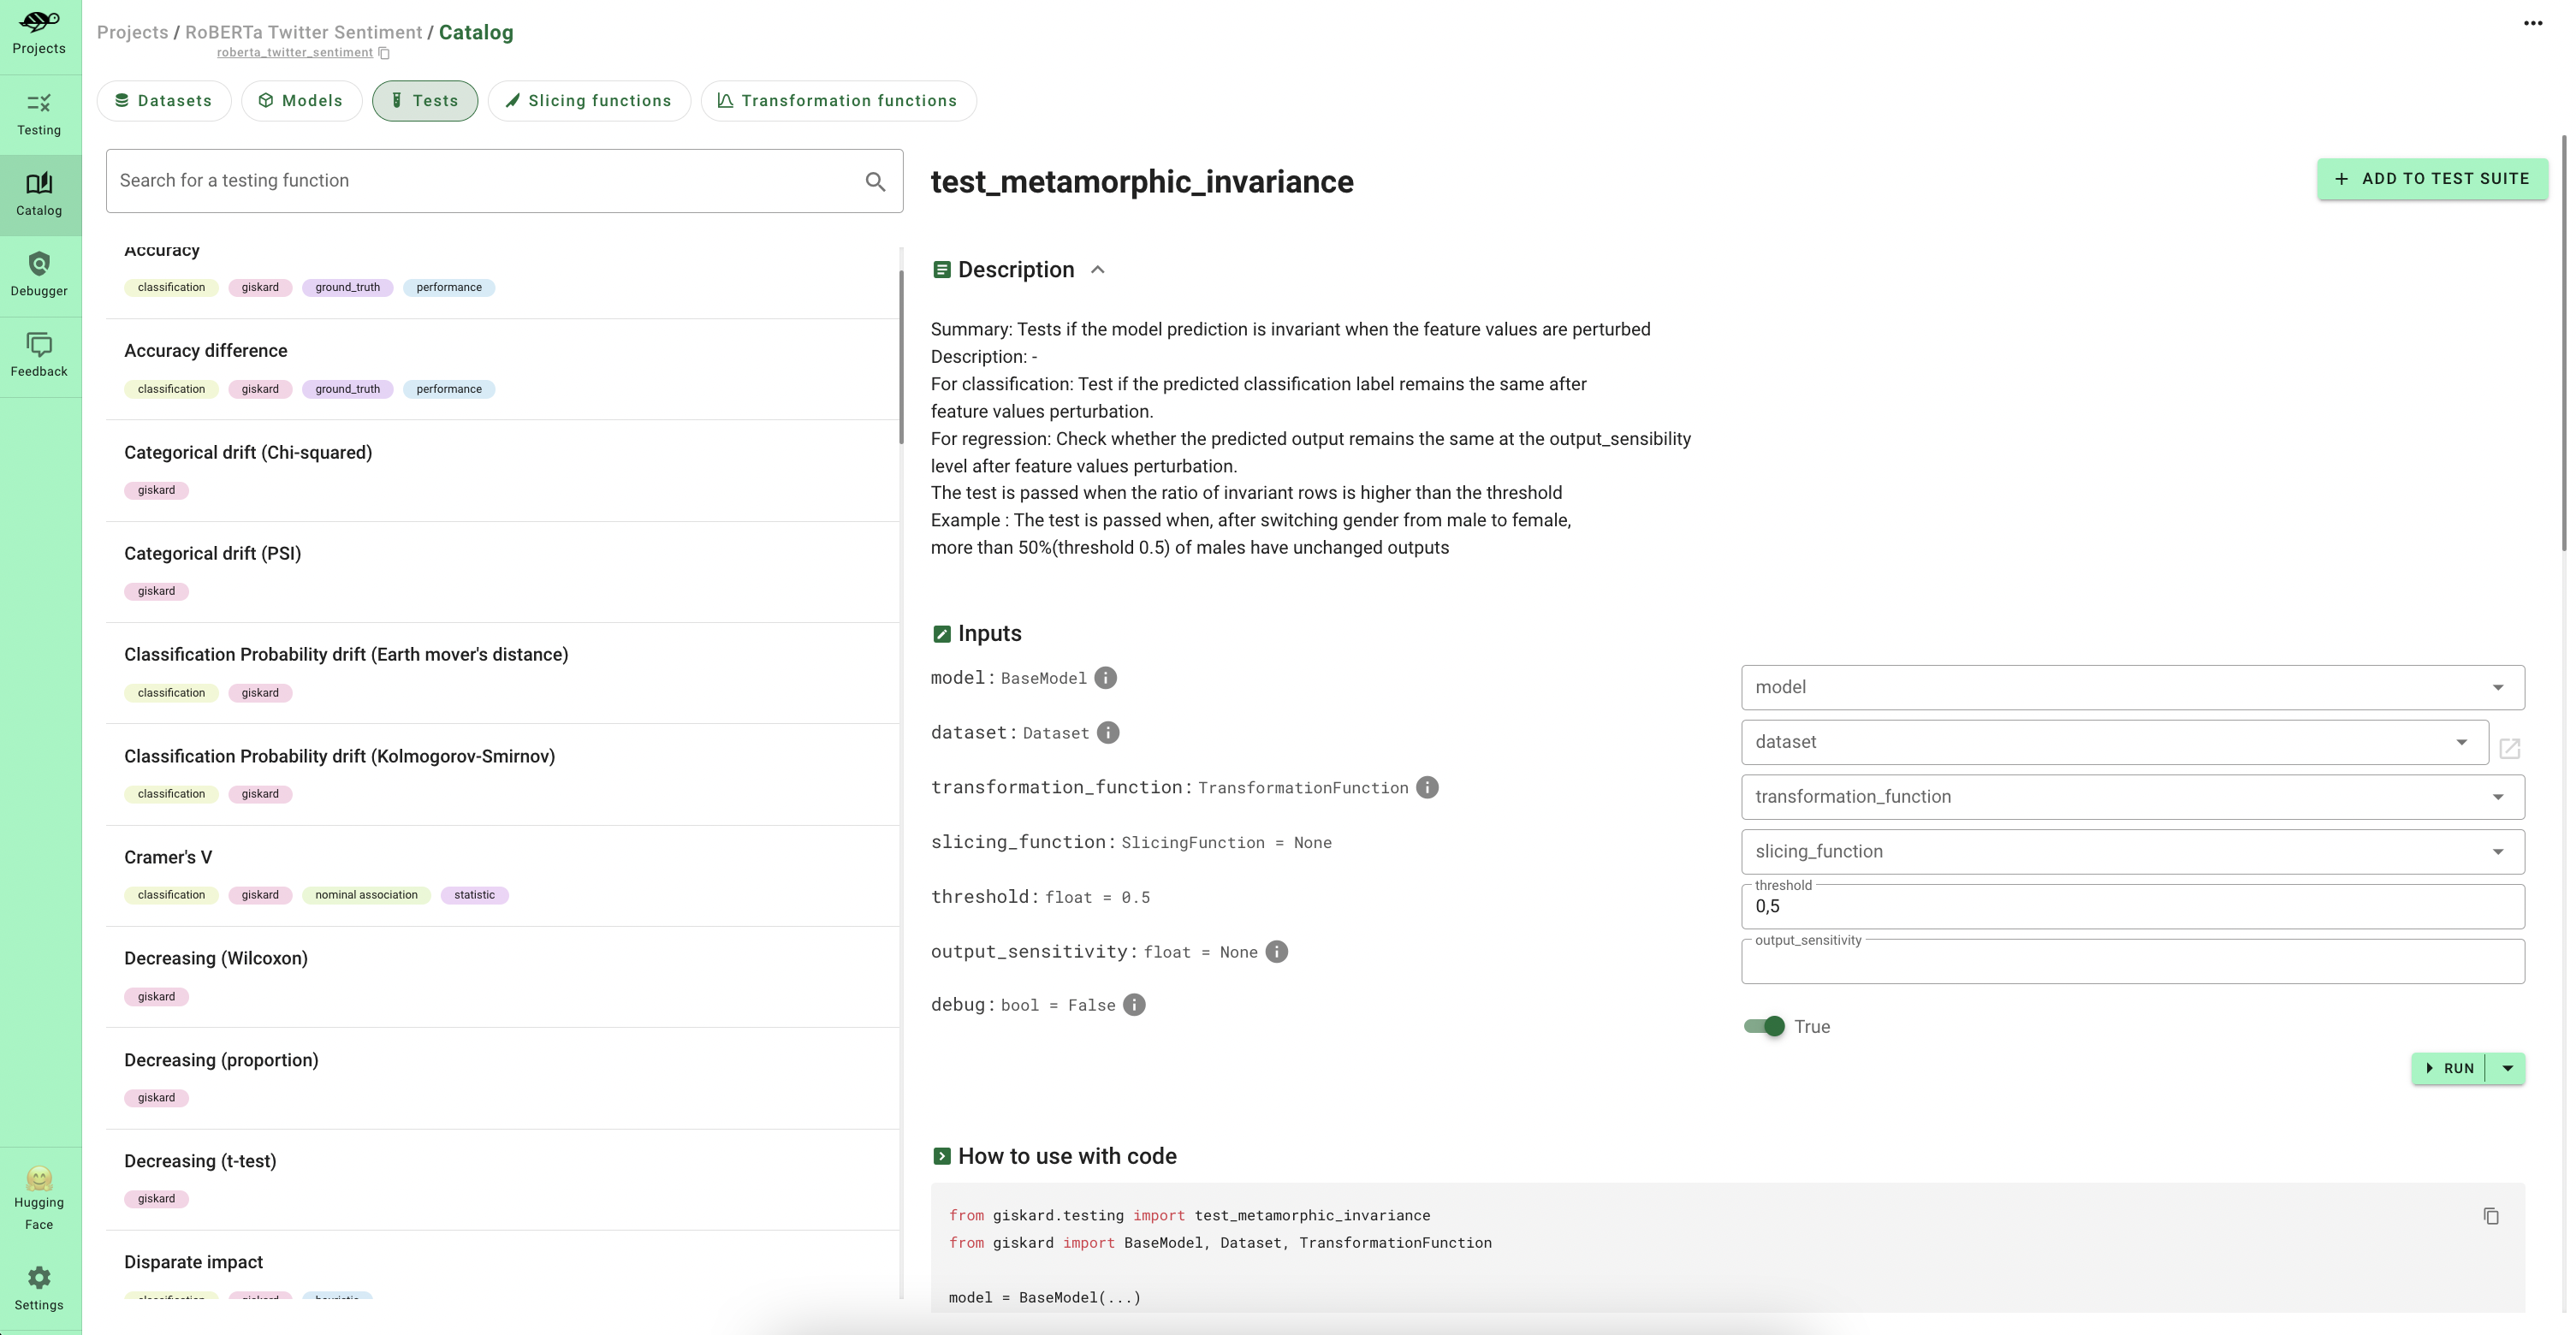 Projects
Testing
Catalog
Debugger
Feedback
Hugging
Face
Settings
Projects / RoBERTa Twitter Sentiment / Catalog
roberta_twitter_sentiment
Datasets
Models
Tests
Slicing functions
Transformation functions
Search for a testing function
Accuracy
classification giskard ground_truth performance
Accuracy difference
classification giskard ground_truth performance
Categorical drift (Chi-squared)
giskard
Categorical drift (PSI)
giskard
Classification Probability drift (Earth mover's distance)
classification giskard
Classification Probability drift (Kolmogorov-Smirnov)
classification giskard
Cramer's V
classification giskard nominal association statistic
Decreasing (Wilcoxon)
giskard
Decreasing (proportion)
giskard
Decreasing (t-test)
giskard
Disparate impact
classification giskard heuristic
test_metamorphic_invariance
+ ADD TO TEST SUITE
Description
Summary: Tests if the model prediction is invariant when the feature values are perturbed
Description: -
For classification: Test if the predicted classification label remains the same after
feature values perturbation.
For regression: Check whether the predicted output remains the same at the output_sensibility
level after feature values perturbation.
The test is passed when the ratio of invariant rows is higher than the threshold
Example : The test is passed when, after switching gender from male to female,
more than 50%(threshold 0.5) of males have unchanged outputs
Inputs
model: BaseModel
model
dataset: Dataset
dataset
transformation_function: TransformationFunction
transformation_function
slicing_function: SlicingFunction = None
slicing_function
threshold: float = 0.5
threshold
0,5
output_sensitivity: float = None
output_sensitivity
debug: bool = False
True
RUN
How to use with code
from giskard.testing import test_metamorphic_invariance
from giskard import BaseModel, Dataset, TransformationFunction
model = BaseModel(...)